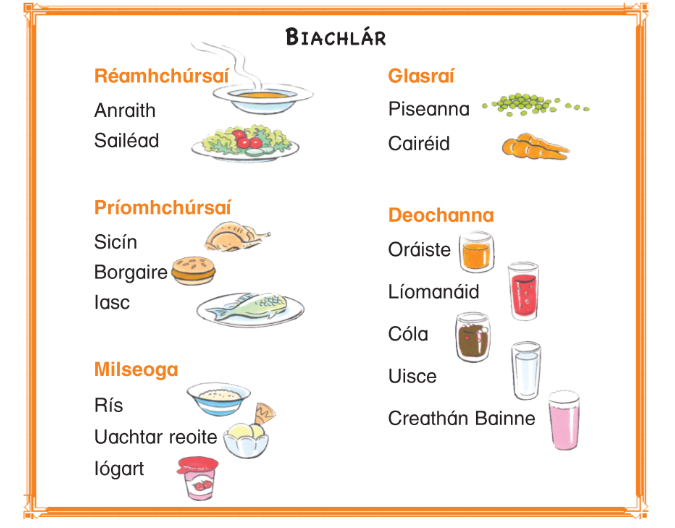 BIACHLÁR
Réamhchúrsaí
Anraith
Sailéad
Príomhchúrsaí
Sicín
Borgaire
Iasc
Milseoga
Rís
Uachtar reoite
Iógart
Glasraí
Piseanna
Cairéid
Deochanna
Oráiste
Líomanáid
Cóla
Uisce
Creathán Bainne